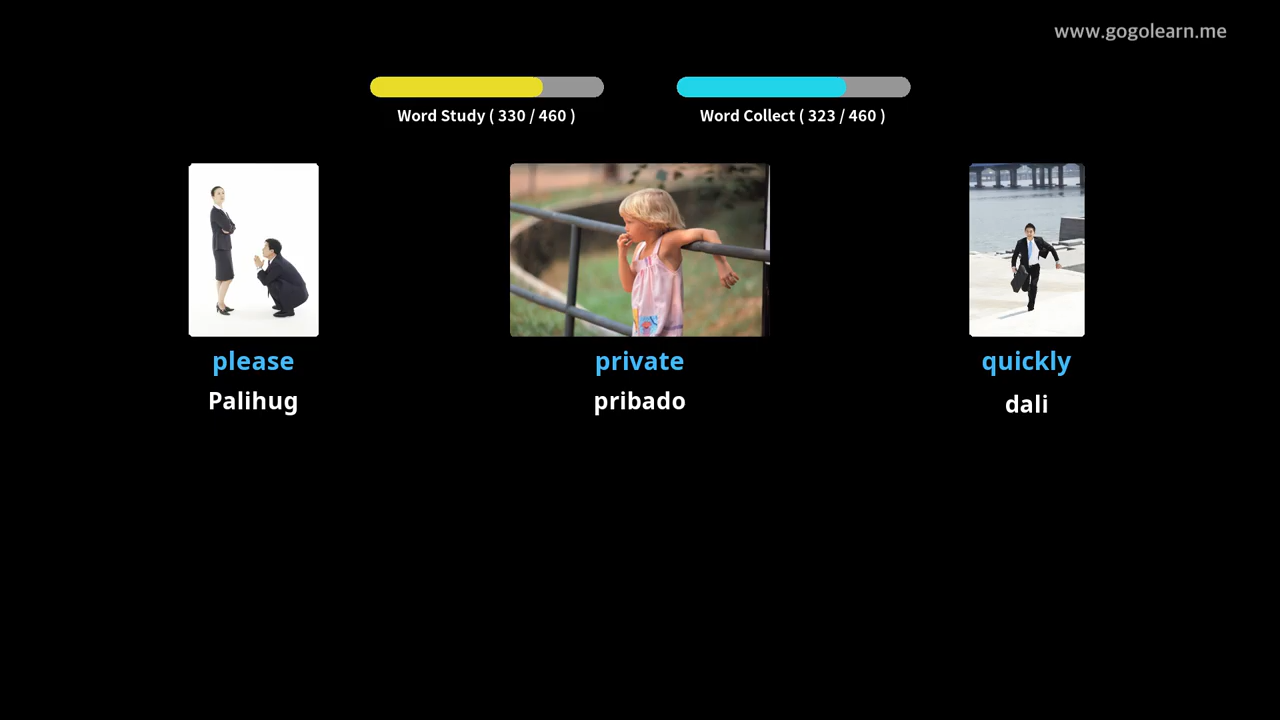 www.gogolearn.me
Word Study ( 330 / 460 )
Word Collect ( 323 / 460 )
please
private
quickly
Palihug
pribado
dali